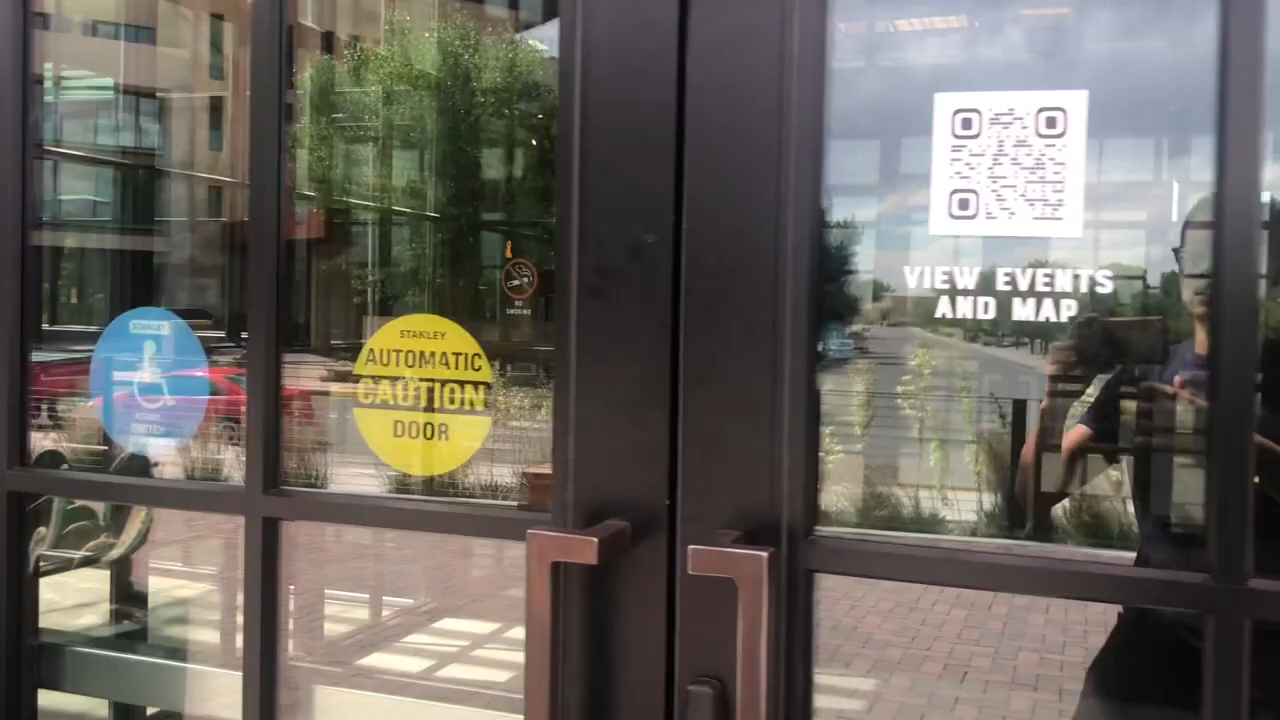 STANLEY
STANLEY
AUTOMATIC
CAUTION
DOOR
NO
SMOKING
VIEW EVENTS
AND MAP